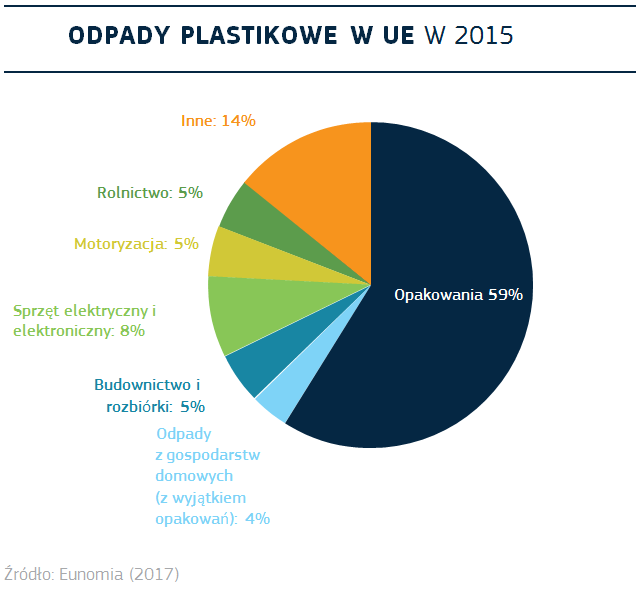 ODPADY PLASTIKOWE W UE W 2015
Inne: 14%
Rolnictwo: 5%
Motoryzacja: 5%
Opakowania 59%
Sprzęt elektryczny i
elektroniczny: 8%
Budownictwo i
rozbiórki: 5%
Odpady
z gospodarstw
domowych
(z wyjątkiem
opakowań): 4%
Źródło: Eunomia (2017)